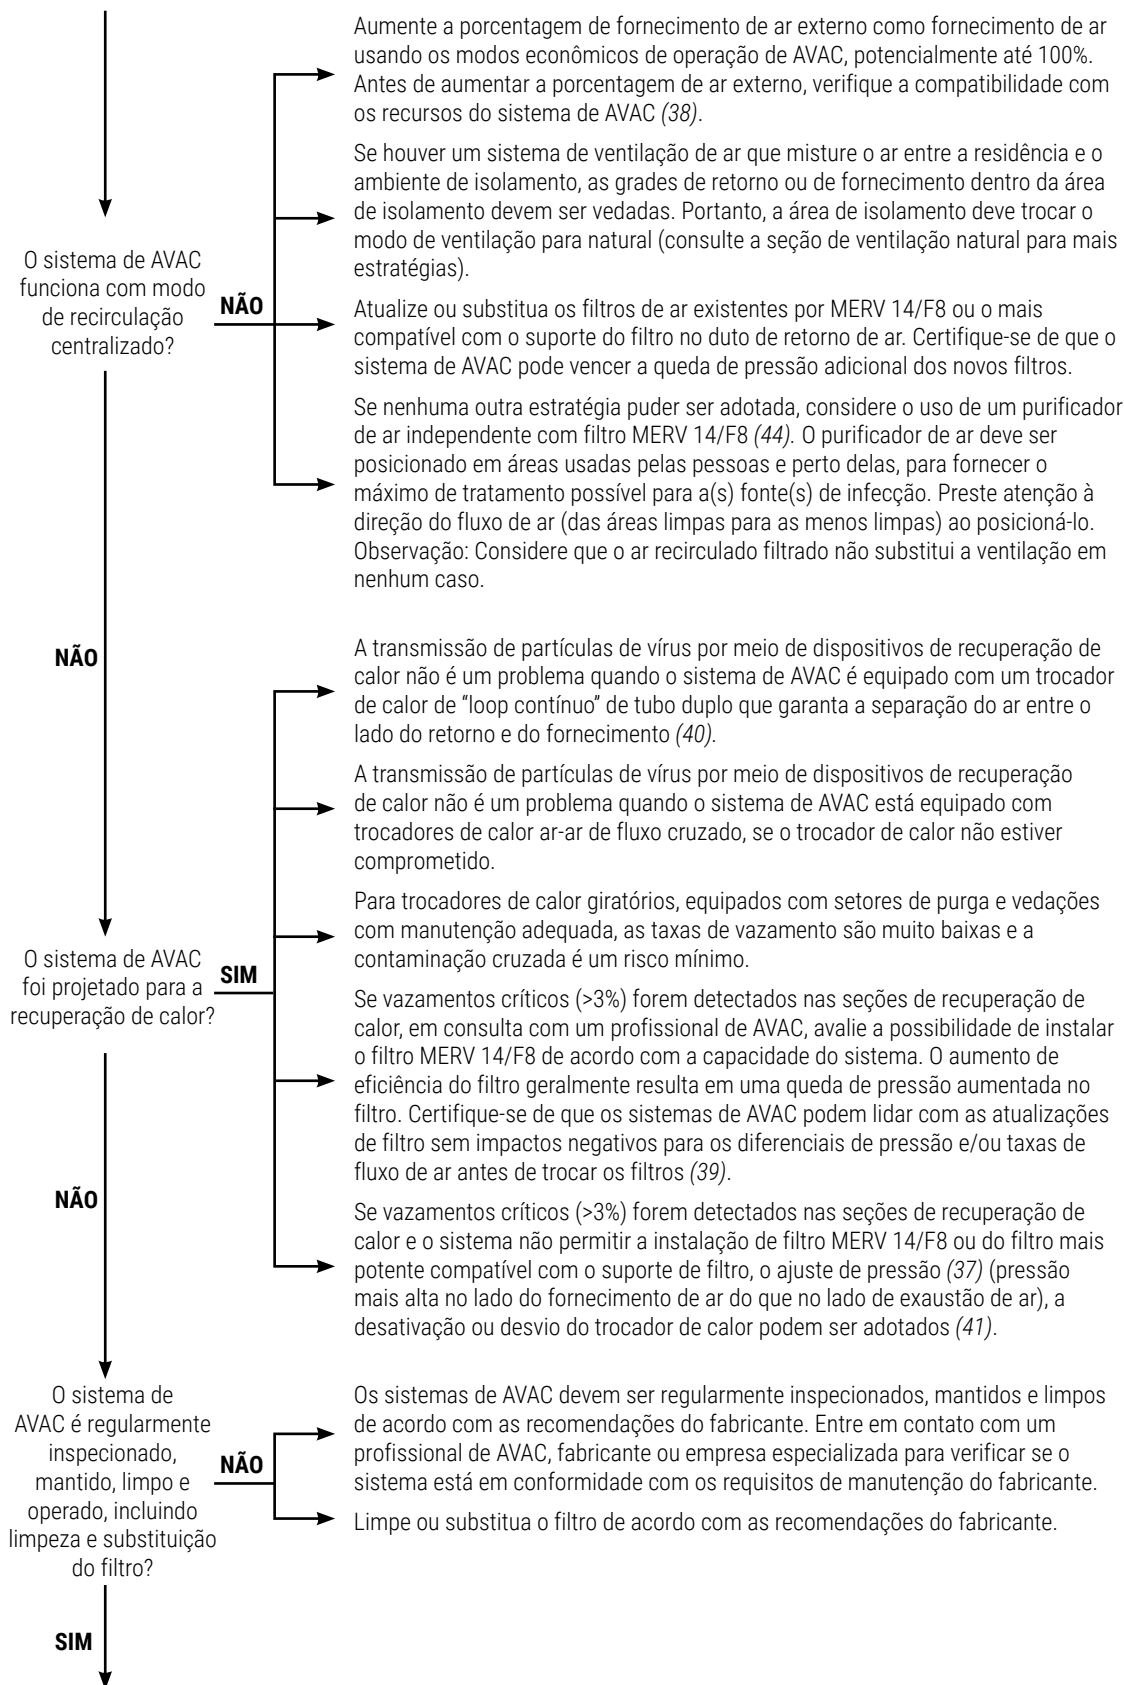 Aumente a porcentagem de fornecimento de ar externo como fornecimento de ar
usando os modos econômicos de operação de AVAC, potencialmente até 100%.
Antes de aumentar a porcentagem de ar externo, verifique a compatibilidade com
os recursos do sistema de AVAC (38).
Se houver um sistema de ventilação de ar que misture o ar entre a residência e o
ambiente de isolamento, as grades de retorno ou de fornecimento dentro da área
de isolamento devem ser vedadas. Portanto, a área de isolamento deve trocar o
modo de ventilação para natural (consulte a seção de ventilação natural para mais
estratégias).
O sistema de AVAC
funciona com modo
de recirculação
centralizado?
NÃO
Atualize ou substitua os filtros de ar existentes por MERV 14/F8 ou o mais
compatível com o suporte do filtro no duto de retorno de ar. Certifique-se de que o
sistema de AVAC pode vencer a queda de pressão adicional dos novos filtros.
Se nenhuma outra estratégia puder ser adotada, considere o uso de um purificador
de ar independente com filtro MERV 14/F8 (44). O purificador de ar deve ser
posicionado em áreas usadas pelas pessoas e perto delas, para fornecer o
máximo de tratamento possível para a(s) fonte(s) de infecção. Preste atenção à
direção do fluxo de ar (das áreas limpas para as menos limpas) ao posicioná-lo.
Observação: Considere que o ar recirculado filtrado não substitui a ventilação em
nenhum caso.
NÃO
A transmissão de partículas de vírus por meio de dispositivos de recuperação de
calor não é um problema quando o sistema de AVAC é equipado com um trocador
de calor de “loop contínuo” de tubo duplo que garanta a separação do ar entre o
lado do retorno e do fornecimento (40).
A transmissão de partículas de vírus por meio de dispositivos de recuperação
de calor não é um problema quando o sistema de AVAC está equipado com
trocadores de calor ar-ar de fluxo cruzado, se o trocador de calor não estiver
comprometido.
Para trocadores de calor giratórios, equipados com setores de purga e vedações
com manutenção adequada, as taxas de vazamento são muito baixas e a
contaminação cruzada é um risco mínimo.
O sistema de AVAC
foi projetado para a
recuperação de calor?
SIM
Se vazamentos críticos (>3%) forem detectados nas seções de recuperação de
calor, em consulta com um profissional de AVAC, avalie a possibilidade de instalar
o filtro MERV 14/F8 de acordo com a capacidade do sistema. O aumento de
eficiência do filtro geralmente resulta em uma queda de pressão aumentada no
filtro. Certifique-se de que os sistemas de AVAC podem lidar com as atualizações
de filtro sem impactos negativos para os diferenciais de pressão e/ou taxas de
fluxo de ar antes de trocar os filtros (39).
NÃO
Se vazamentos críticos (>3%) forem detectados nas seções de recuperação de
calor e o sistema não permitir a instalação de filtro MERV 14/F8 ou do filtro mais
potente compatível com o suporte de filtro, o ajuste de pressão (37) (pressão
mais alta no lado do fornecimento de ar do que no lado de exaustão de ar), a
desativação ou desvio do trocador de calor podem ser adotados (41).
O sistema de
AVAC é regularmente
inspecionado,
mantido, limpo e
operado, incluindo
limpeza e substituição
do filtro?
NÃO
Os sistemas de AVAC devem ser regularmente inspecionados, mantidos e limpos
de acordo com as recomendações do fabricante. Entre em contato com um
profissional de AVAC, fabricante ou empresa especializada para verificar se o
sistema está em conformidade com os requisitos de manutenção do fabricante.
Limpe ou substitua o filtro de acordo com as recomendações do fabricante.
SIM